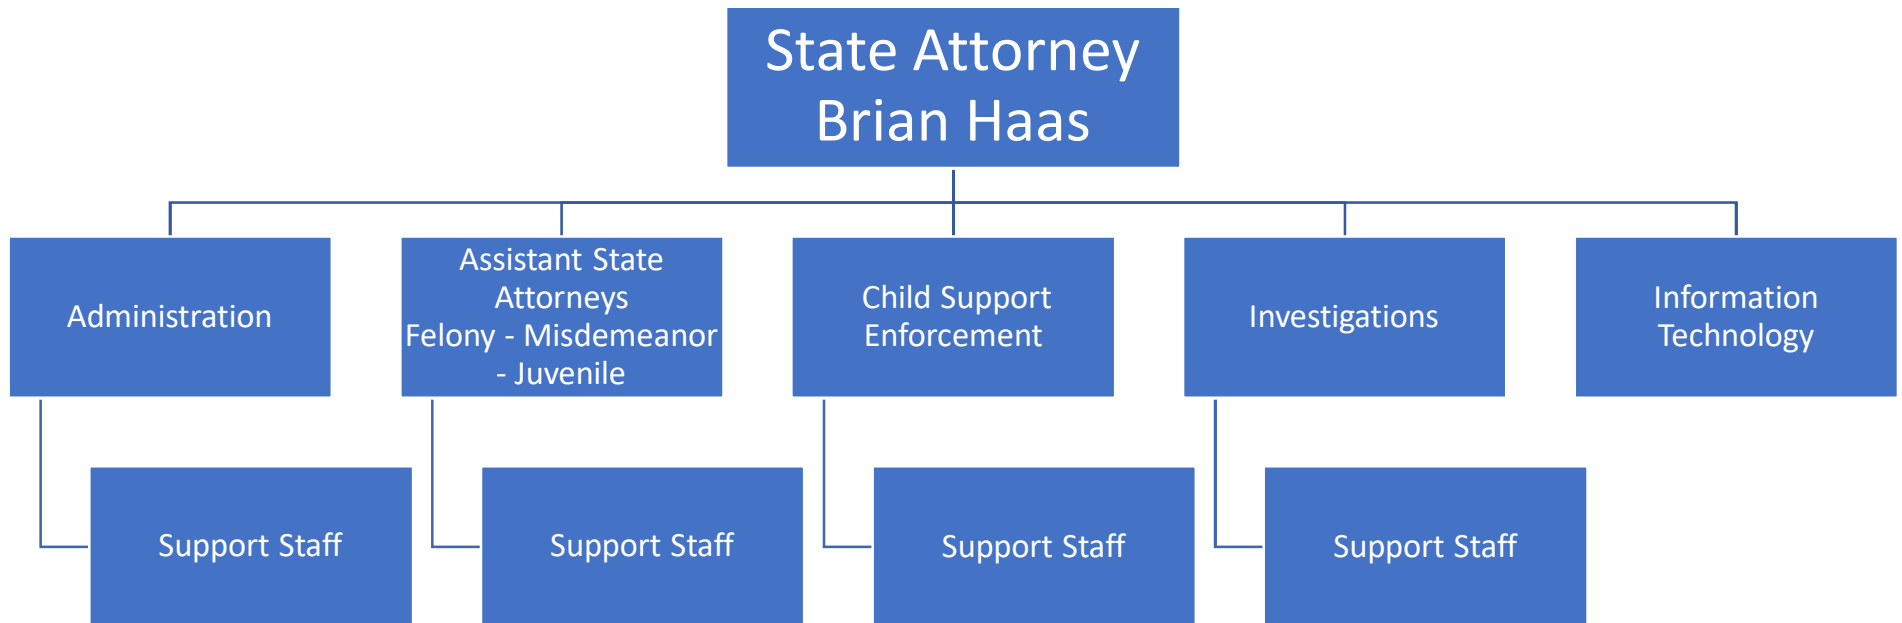 State Attorney
Brian Haas
Administration
Assistant State
Attorneys
Felony - Misdemeanor
- Juvenile
Child Support
Enforcement
Investigations
Information
Technology
Support Staff
Support Staff
Support Staff
Support Staff